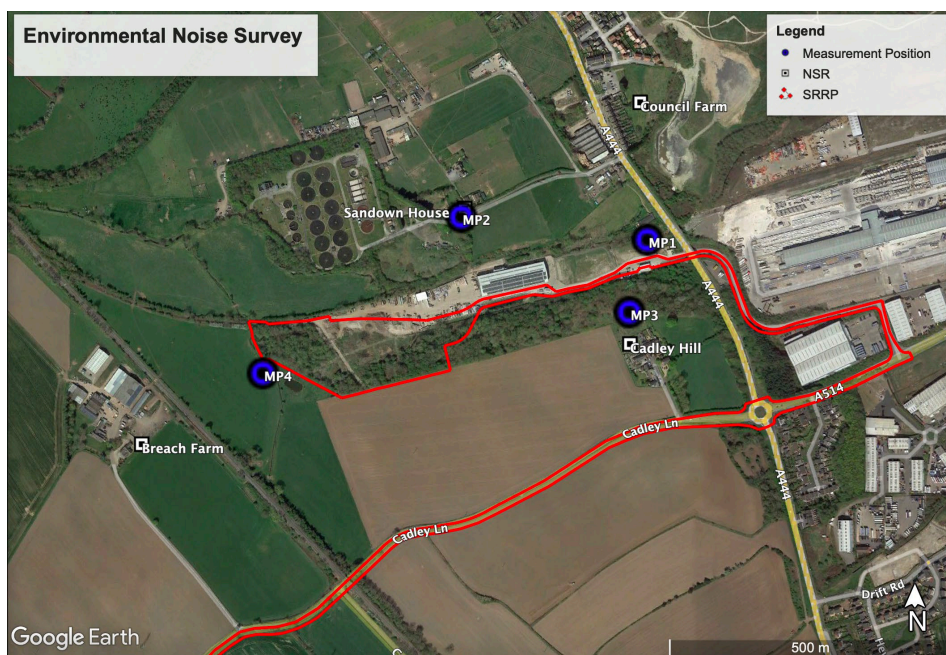 Environmental Noise Survey
Legend
Measurement Position
NSR
SRRP
Council Farm
A444
Sandown House
MP2
MP1
A444
MP3
Cadley Hill
MP4
A514
Cadley Ln
Breach Farm
A444
Cadley Ln
Drift Rd
N
Google Earth
500 m